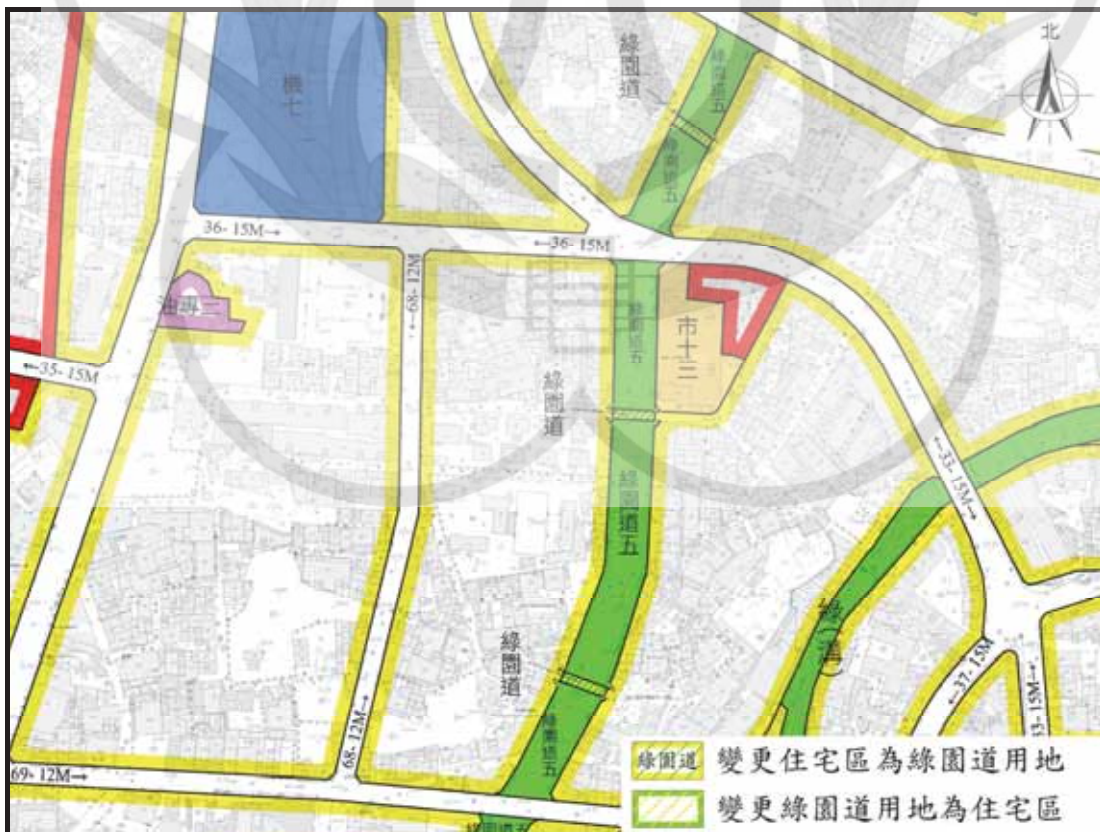 北
綠園道
綠園道五
機七
綠園道五
36-15M→
←36-15M
←68-12M
油專二
綠園道五
市十三
←35-15M
綠園道
←33-15M→
綠園道五
綠(溝)
綠園道
←37-15M
綠園道五
68-12M→
33-15M→
69-12M→
綠園道五
綠園道 變更住宅區為綠園道用地
變更綠園道用地為住宅區